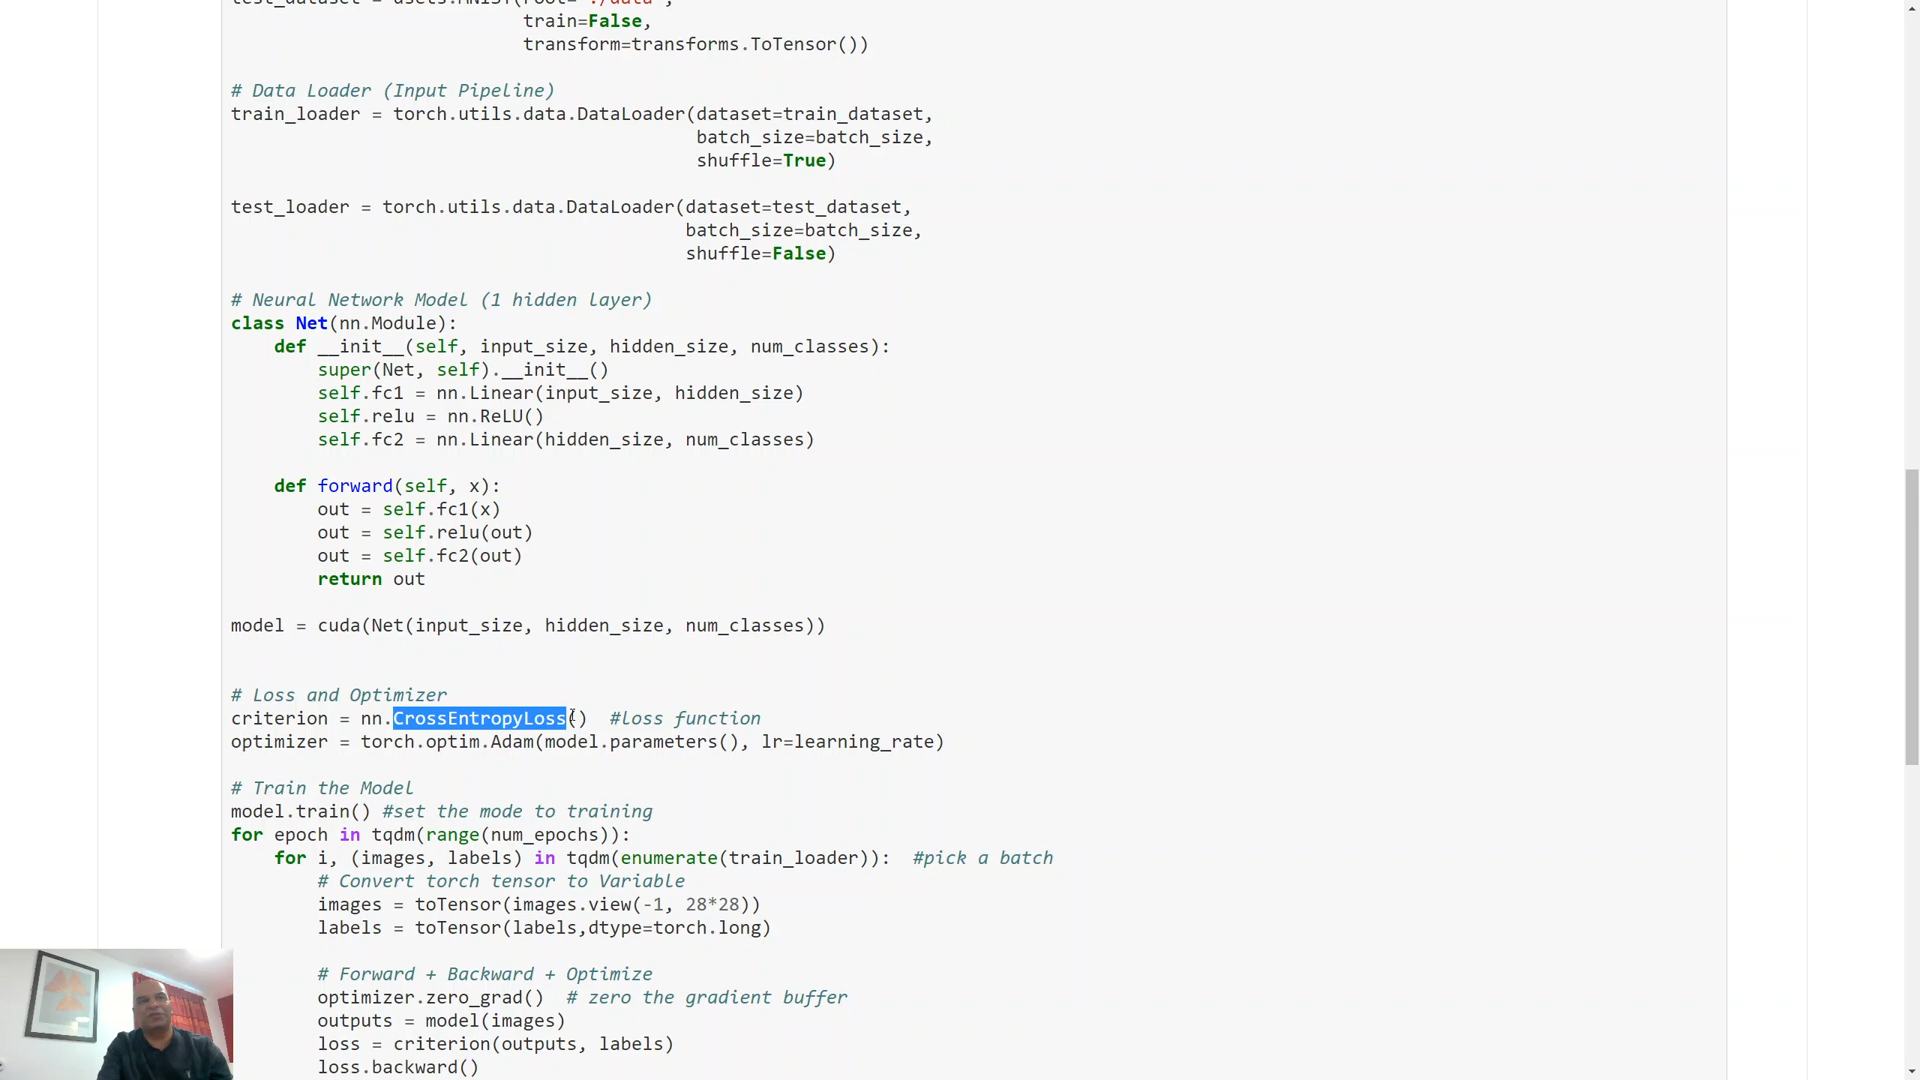 test_dataset = dsets.MNIST(root='./data',
train=False,
transform=transforms.ToTensor())
# Data Loader (Input Pipeline)
train_loader = torch.utils.data.DataLoader(dataset=train_dataset,
batch_size=batch_size,
shuffle=True)
test_loader = torch.utils.data.DataLoader(dataset=test_dataset,
batch_size=batch_size,
shuffle=False)
# Neural Network Model (1 hidden layer)
class Net(nn.Module):
def __init__(self, input_size, hidden_size, num_classes):
super(Net, self).__init__()
self.fc1 = nn.Linear(input_size, hidden_size)
self.relu = nn.ReLU()
self.fc2 = nn.Linear(hidden_size, num_classes)
def forward(self, x):
out = self.fc1(x)
out = self.relu(out)
out = self.fc2(out)
return out
model = cuda(Net(input_size, hidden_size, num_classes))
# Loss and Optimizer
criterion = nn.CrossEntropyLoss()  #loss function
optimizer = torch.optim.Adam(model.parameters(), lr=learning_rate)
# Train the Model
model.train() #set the mode to training
for epoch in tqdm(range(num_epochs)):
for i, (images, labels) in tqdm(enumerate(train_loader)):  #pick a batch
# Convert torch tensor to Variable
images = toTensor(images.view(-1, 28*28))
labels = toTensor(labels,dtype=torch.long)
# Forward + Backward + Optimize
optimizer.zero_grad()  # zero the gradient buffer
outputs = model(images)
loss = criterion(outputs, labels)
loss.backward()